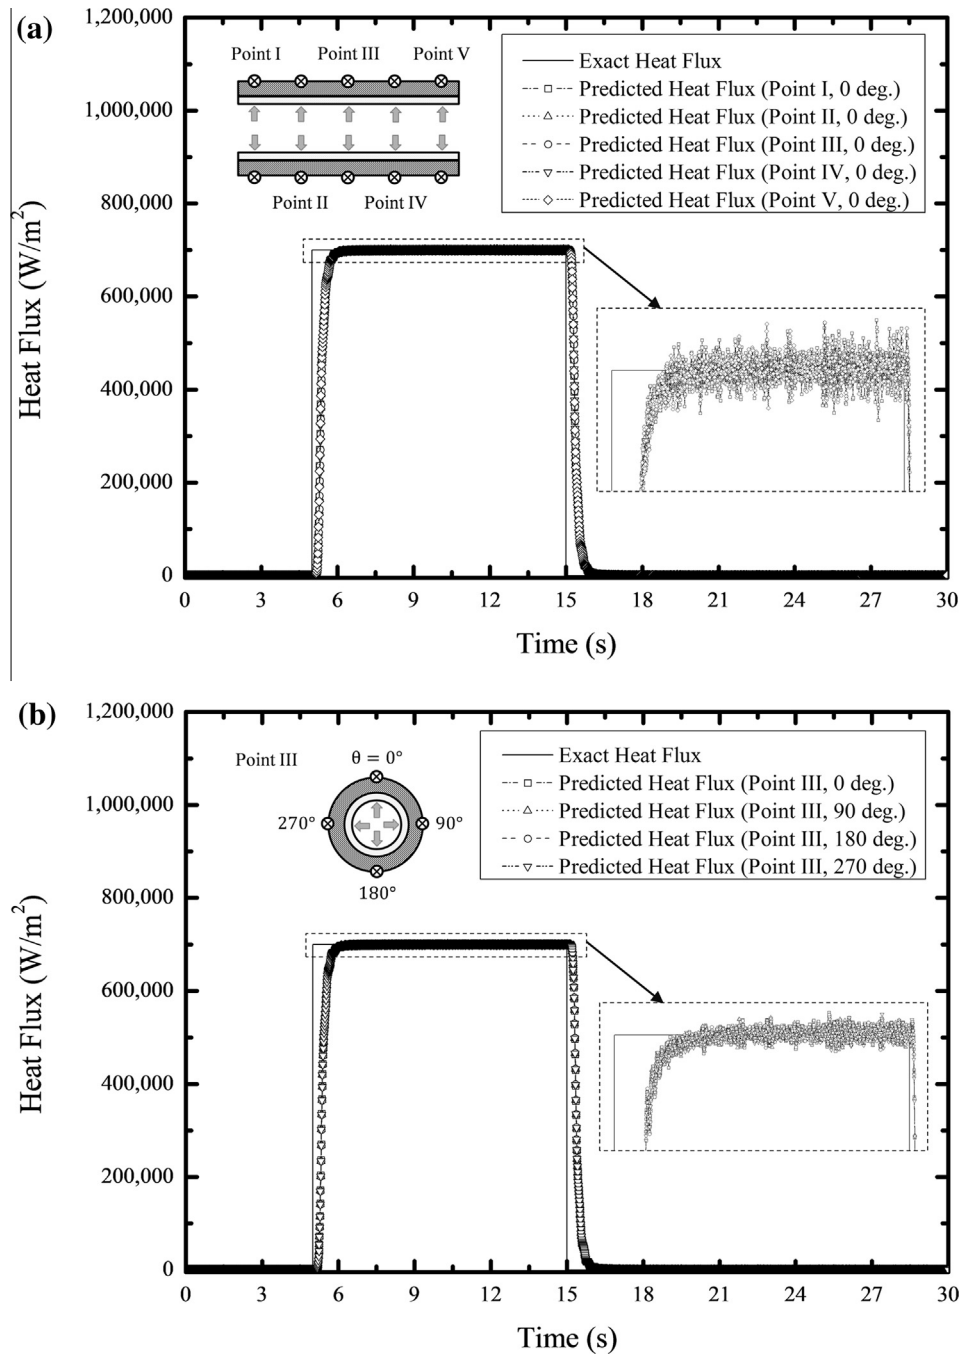 (a)
1,200,000
1,000,000
800,000
600,000
400,000
200,000
0
Heat Flux (W/m²)
Point I Point III Point V
Point II Point IV
Exact Heat Flux
Predicted Heat Flux (Point I, 0 deg.)
Predicted Heat Flux (Point II, 0 deg.)
Predicted Heat Flux (Point III, 0 deg.)
Predicted Heat Flux (Point IV, 0 deg.)
Predicted Heat Flux (Point V, 0 deg.)
0 3 6 9 12 15 18 21 24 27 30
Time (s)
(b)
1,200,000
1,000,000
800,000
600,000
400,000
200,000
0
Heat Flux (W/m²)
Point III
θ = 0°
270° 90°
180°
Exact Heat Flux
Predicted Heat Flux (Point III, 0 deg.)
Predicted Heat Flux (Point III, 90 deg.)
Predicted Heat Flux (Point III, 180 deg.)
Predicted Heat Flux (Point III, 270 deg.)
0 3 6 9 12 15 18 21 24 27 30
Time (s)